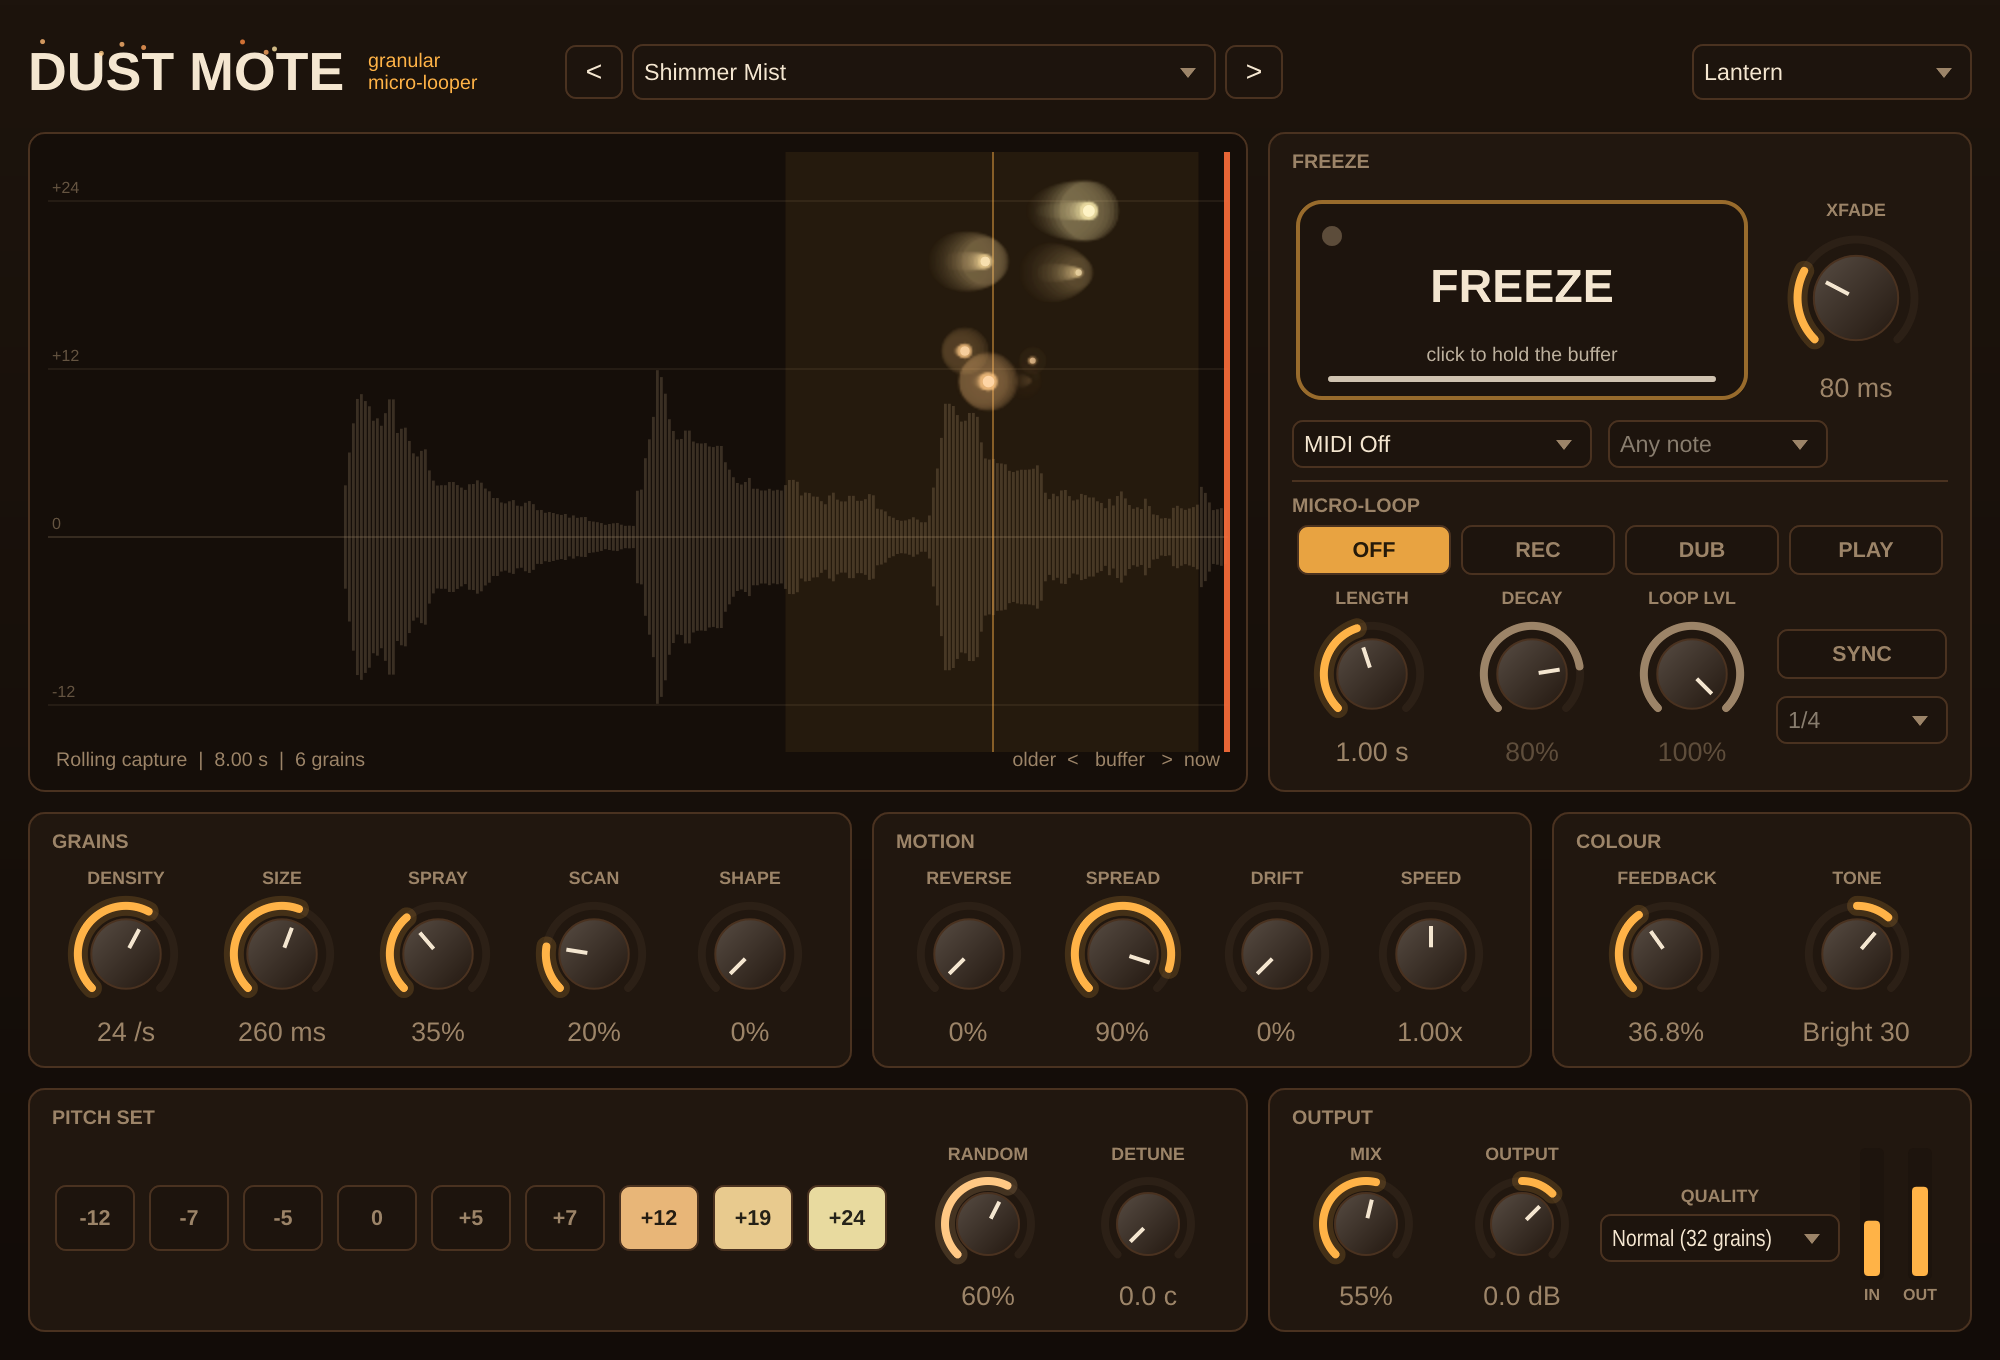 DUST MOTE
granular
micro-looper
<
Shimmer Mist
>
Lantern
+24
+12
0
-12
Rolling capture | 8.00 s | 6 grains
older < buffer > now
FREEZE
FREEZE
click to hold the buffer
XFADE
80 ms
MIDI Off
Any note
MICRO-LOOP
OFF
REC
DUB
PLAY
LENGTH
DECAY
LOOP LVL
1.00 s
80%
100%
SYNC
1/4
GRAINS
DENSITY
SIZE
SPRAY
SCAN
SHAPE
24 /s
260 ms
35%
20%
0%
MOTION
REVERSE
SPREAD
DRIFT
SPEED
0%
90%
0%
1.00x
COLOUR
FEEDBACK
TONE
36.8%
Bright 30
PITCH SET
-12
-7
-5
0
+5
+7
+12
+19
+24
RANDOM
DETUNE
60%
0.0 c
OUTPUT
MIX
OUTPUT
55%
0.0 dB
QUALITY
Normal (32 grains)
IN
OUT